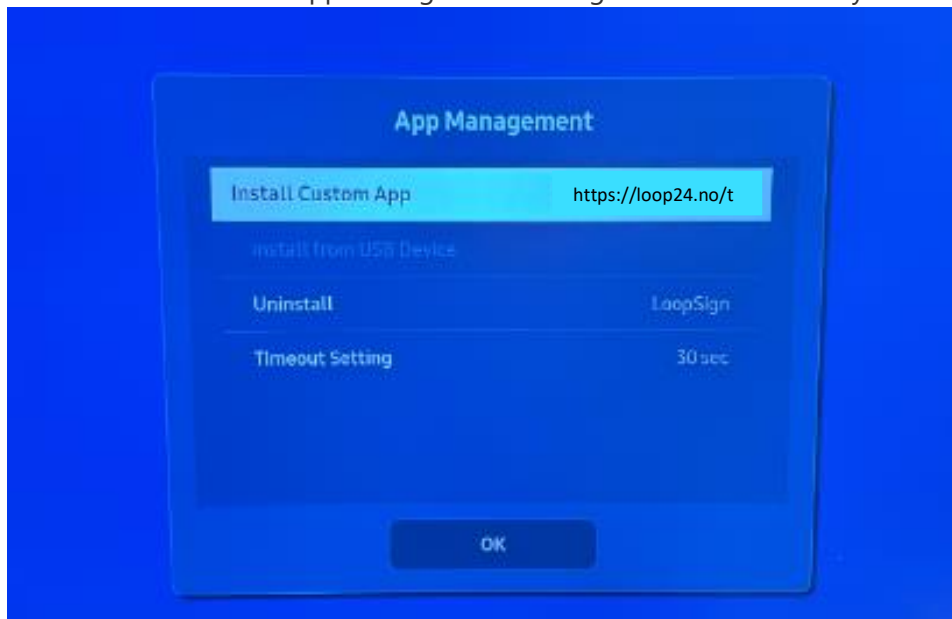 App Management
Install Custom App https://loop24.no/t
Install from USB Device
Uninstall LoopSign
Timeout Setting 30 sec
OK